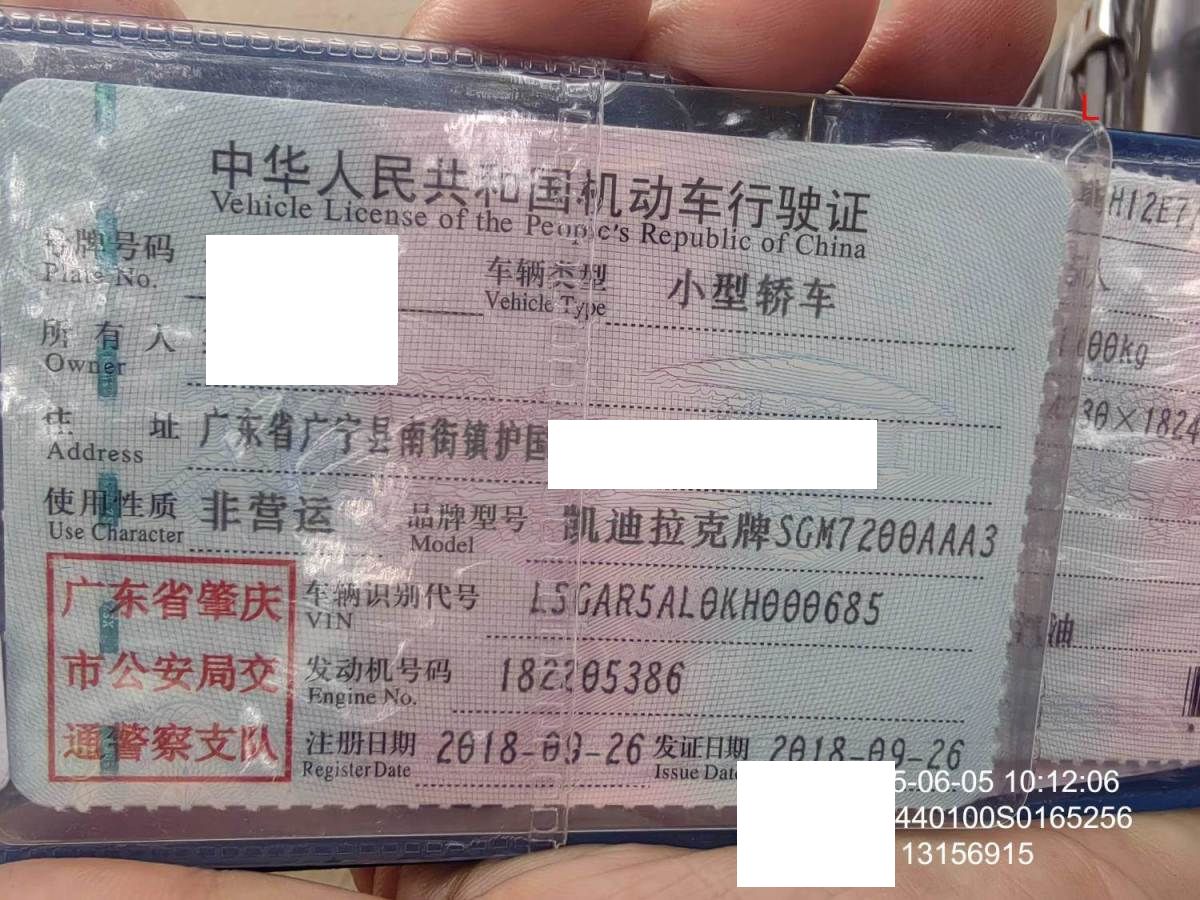 中华人民共和国机动车行驶证
Vehicle License of the People's Republic of China
号牌号码
Plate No.
车辆类型 小型轿车
Vehicle Type
所有人
Owner
住址 广东省广宁县南街镇护国
Address
使用性质 非营运
Use Character
品牌型号 凯迪拉克牌SGM7200AAA3
Model
广东省肇庆
市公安局交
通警察支队
车辆识别代号 LSGAR5AL0KH000685
VIN
发动机号码 182205386
Engine No.
注册日期 2018-09-26 发证日期 2018-09-26
Register Date Issue Date
H12E7
人
00kg
30×1824
油
L
5-06-05 10:12:06
440100S0165256
13156915